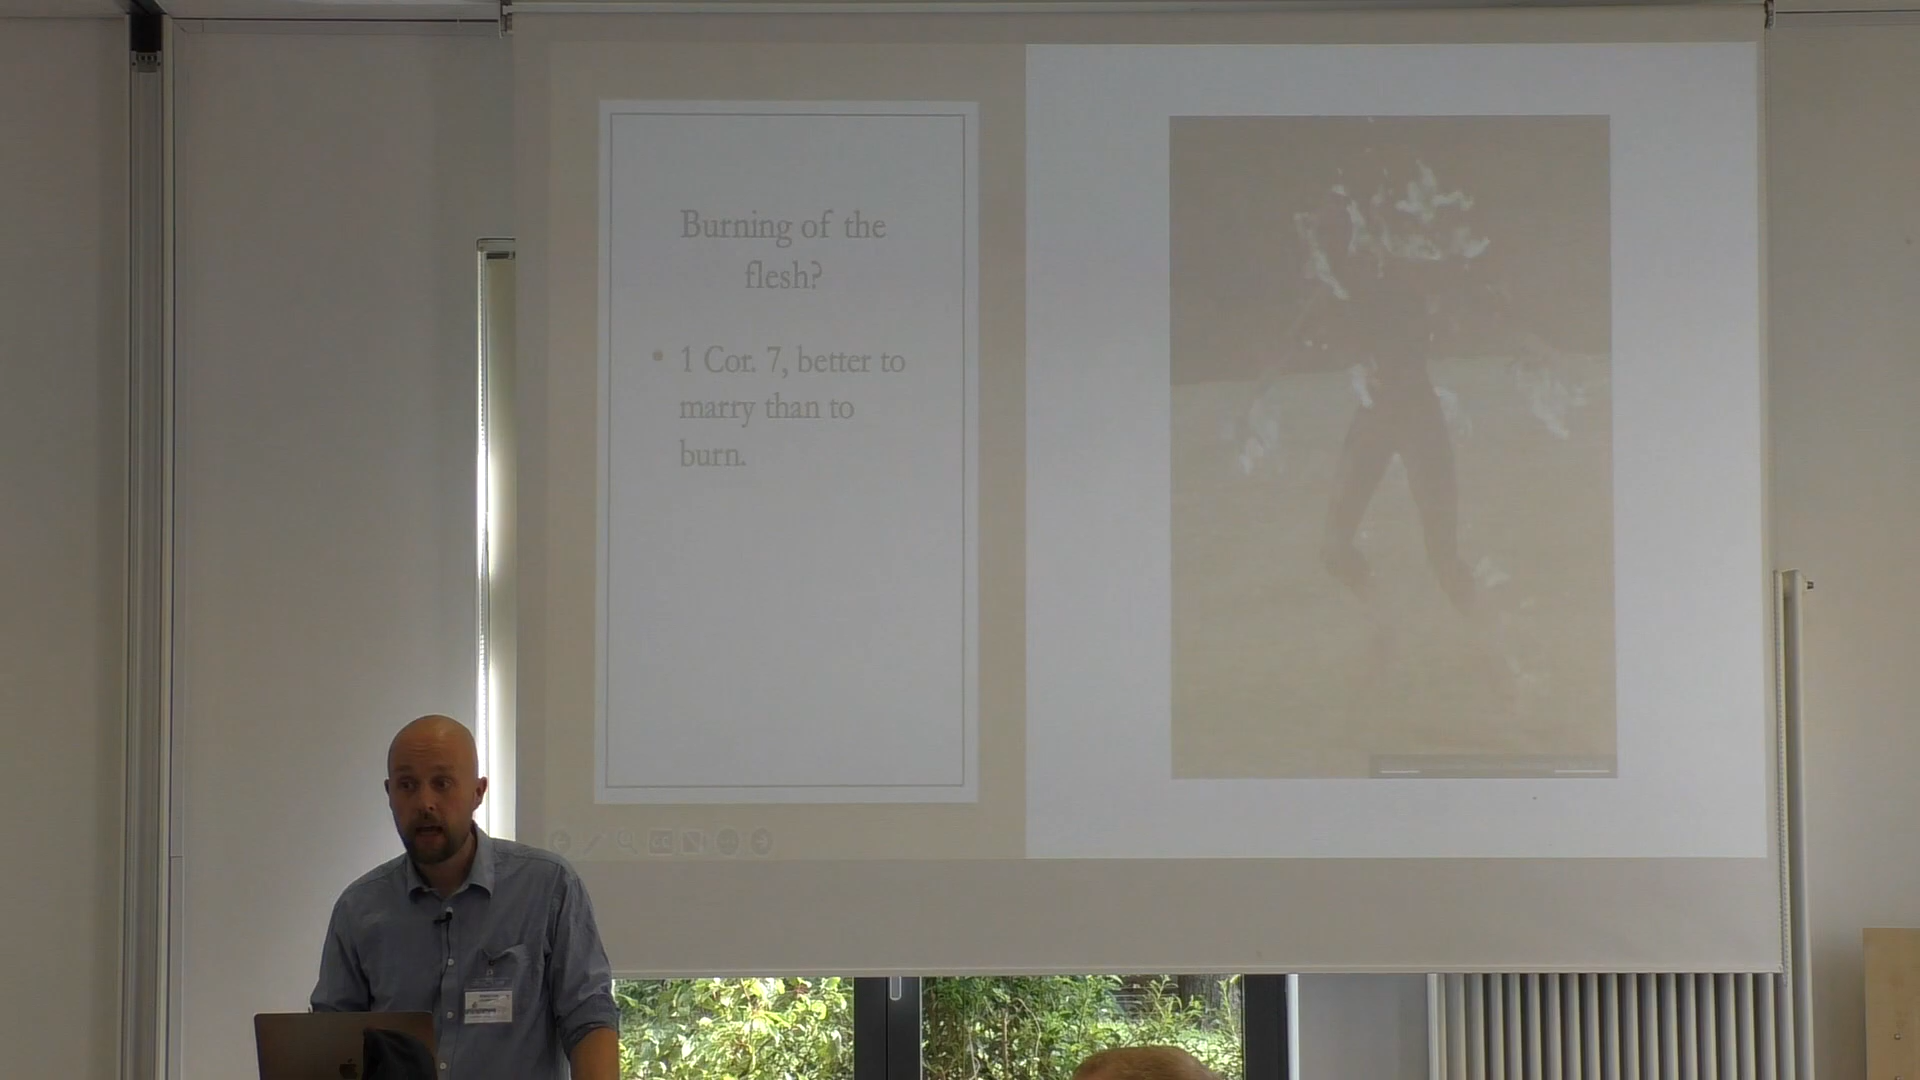 Burning of the
flesh?
• 1 Cor. 7, better to
marry than to
burn.